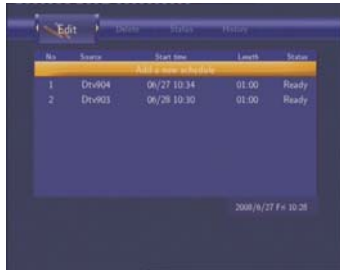 Edit Delete Status History
No Source Start time Length Status
Add a new schedule
1 Dtv904 06/27 10:34 01:00 Ready
2 Dtv903 06/28 10:30 01:00 Ready
2008/6/27 Fri 10:28